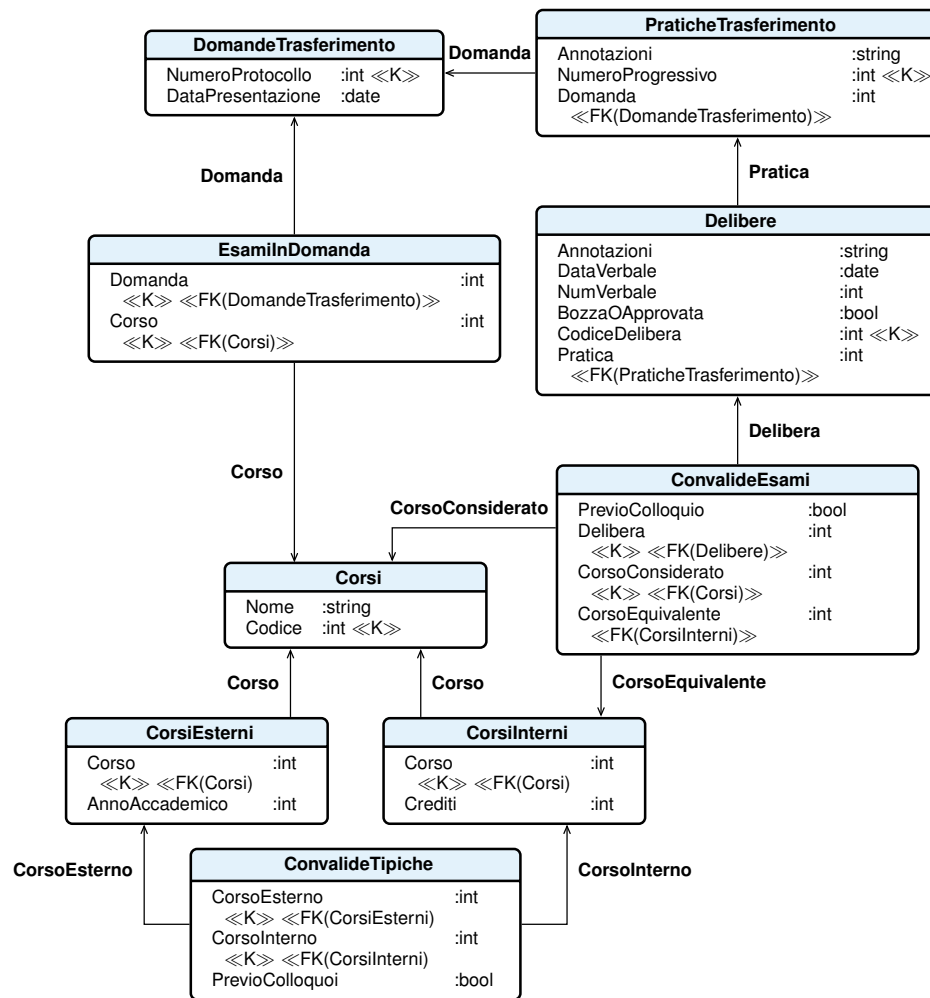 DomandeTrasferimento
NumeroProtocollo :int ≪K≫
DataPresentazione :date
Domanda
PraticheTrasferimento
Annotazioni :string
NumeroProgressivo :int ≪K≫
Domanda :int
≪FK(DomandeTrasferimento)≫
Domanda
Pratica
EsamiInDomanda
Domanda :int
≪K≫ ≪FK(DomandeTrasferimento)≫
Corso :int
≪K≫ ≪FK(Corsi)≫
Delibere
Annotazioni :string
DataVerbale :date
NumVerbale :int
BozzaOApprovata :bool
CodiceDelibera :int ≪K≫
Pratica :int
≪FK(PraticheTrasferimento)≫
Delibera
Corso
CorsoConsiderato
ConvalideEsami
PrevioColloquio :bool
Delibera :int
≪K≫ ≪FK(Delibere)≫
CorsoConsiderato :int
≪K≫ ≪FK(Corsi)≫
CorsoEquivalente :int
≪FK(CorsiInterni)≫
Corsi
Nome :string
Codice :int ≪K≫
Corso
Corso
CorsoEquivalente
CorsiEsterni
Corso :int
≪K≫ ≪FK(Corsi)
AnnoAccademico :int
CorsiInterni
Corso :int
≪K≫ ≪FK(Corsi)
Crediti :int
CorsoEsterno
CorsoInterno
ConvalideTipiche
CorsoEsterno :int
≪K≫ ≪FK(CorsiEsterni)
CorsoInterno :int
≪K≫ ≪FK(CorsiInterni)
PrevioColloquoi :bool